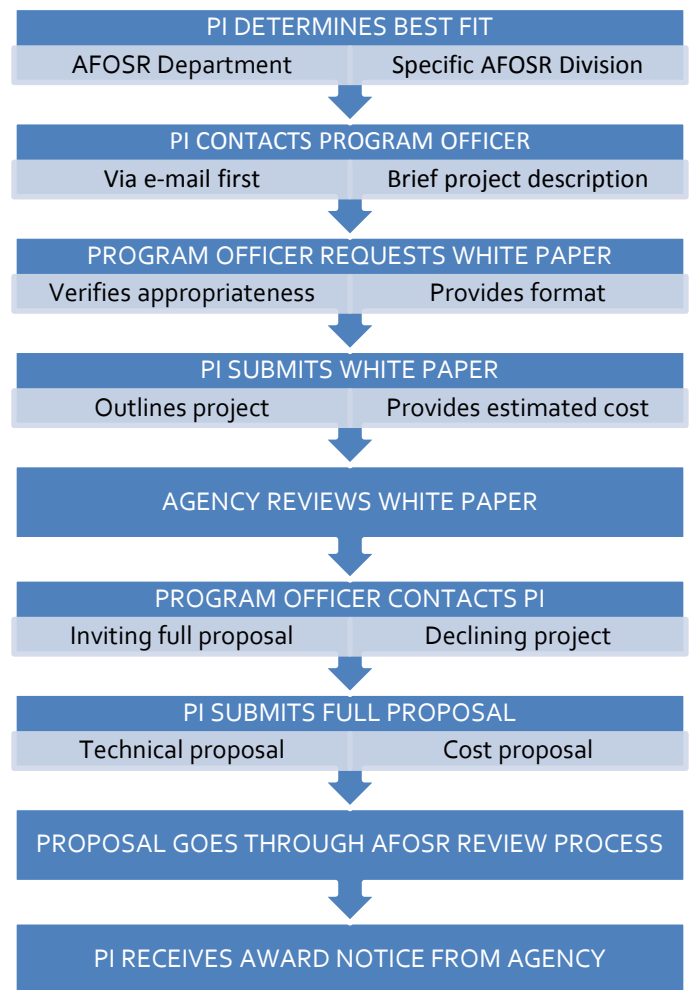 PI DETERMINES BEST FIT
AFOSR Department
Specific AFOSR Division
PI CONTACTS PROGRAM OFFICER
Via e-mail first
Brief project description
PROGRAM OFFICER REQUESTS WHITE PAPER
Verifies appropriateness
Provides format
PI SUBMITS WHITE PAPER
Outlines project
Provides estimated cost
AGENCY REVIEWS WHITE PAPER
PROGRAM OFFICER CONTACTS PI
Inviting full proposal
Declining project
PI SUBMITS FULL PROPOSAL
Technical proposal
Cost proposal
PROPOSAL GOES THROUGH AFOSR REVIEW PROCESS
PI RECEIVES AWARD NOTICE FROM AGENCY